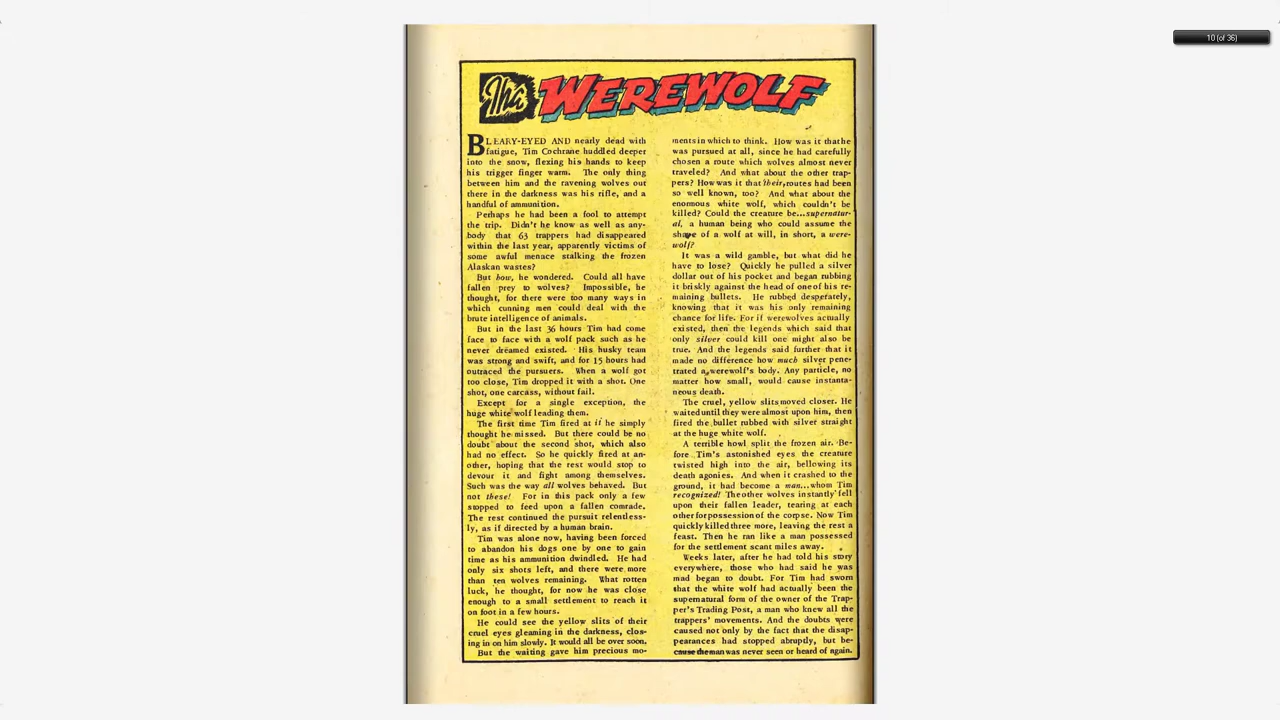 10 (of 36)
The WEREWOLF
BLEARY-EYED AND nearly dead with
fatigue, Tim Cochrane huddled deeper
into the snow, flexing his hands to keep
his trigger finger warm. The only thing
between him and the ravening wolves out
there in the darkness was his rifle, and a
handful of ammunition.
Perhaps he had been a fool to attempt
the trip. Didn't he know as well as any-
body that 63 trappers had disappeared
within the last year, apparently victims of
some awful menace stalking the frozen
Alaskan wastes?
But how, he wondered. Could all have
fallen prey to wolves? Impossible, he
thought, for there were too many ways in
which cunning men could deal with the
brute intelligence of animals.
But in the last 36 hours Tim had come
face to face with a wolf pack such as he
never dreamed existed. His husky team
was strong and swift, and for 15 hours had
outraced the pursuers. When a wolf got
too close, Tim dropped it with a shot. One
shot, one carcass, without fail.
Except for a single exception, the
huge white wolf leading them.
The first time Tim fired at it he simply
thought he missed. But there could be no
doubt about the second shot, which also
had no effect. So he quickly fired at an-
other, hoping that the rest would stop to
devour it and fight among themselves.
Such was the way all wolves behaved. But
not these! For in this pack only a few
stopped to feed upon a fallen comrade.
The rest continued the pursuit relentless-
ly, as if directed by a human brain.
Tim was alone now, having been forced
to abandon his dogs one by one to gain
time as his ammunition dwindled. He had
only six shots left, and there were more
than ten wolves remaining. What rotten
luck, he thought, for now he was close
enough to a small settlement to reach it
on foot in a few hours.
He could see the yellow slits of their
cruel eyes gleaming in the darkness, clos-
ing in on him slowly. It would all be over soon.
But the waiting gave him precious mo-
ments in which to think. How was it that he
was pursued at all, since he had carefully
chosen a route which wolves almost never
traveled? And what about the other trap-
pers? How was it that their routes had been
so well known, too? And what about the
enormous white wolf, which couldn't be
killed? Could the creature be...supernatur-
al, a human being who could assume the
shape of a wolf at will, in short, a were-
wolf?
It was a wild gamble, but what did he
have to lose? Quickly he pulled a silver
dollar out of his pocket and began rubbing
it briskly against the head of one of his re-
maining bullets. He rubbed desperately,
knowing that it was his only remaining
chance for life. For if werewolves actually
existed, then the legends which said that
only silver could kill one might also be
true. And the legends said further that it
made no difference how much silver pene-
trated a werewolf's body. Any particle, no
matter how small, would cause instanta-
neous death.
The cruel, yellow slits moved closer. He
waited until they were almost upon him, then
fired the bullet rubbed with silver straight
at the huge white wolf.
A terrible howl split the frozen air. Be-
fore Tim's astonished eyes the creature
twisted high into the air, bellowing its
death agonies. And when it crashed to the
ground, it had become a man...whom Tim
recognized! The other wolves instantly fell
upon their fallen leader, tearing at each
other for possession of the corpse. Now Tim
quickly killed three more, leaving the rest a
feast. Then he ran like a man possessed
for the settlement scant miles away.
Weeks later, after he had told his story
everywhere, those who had said he was
mad began to doubt. For Tim had sworn
that the white wolf had actually been the
supernatural form of the owner of the Trap-
per's Trading Post, a man who knew all the
trappers' movements. And the doubts were
caused not only by the fact that the disap-
pearances had stopped abruptly, but be-
cause the man was never seen or heard of again.